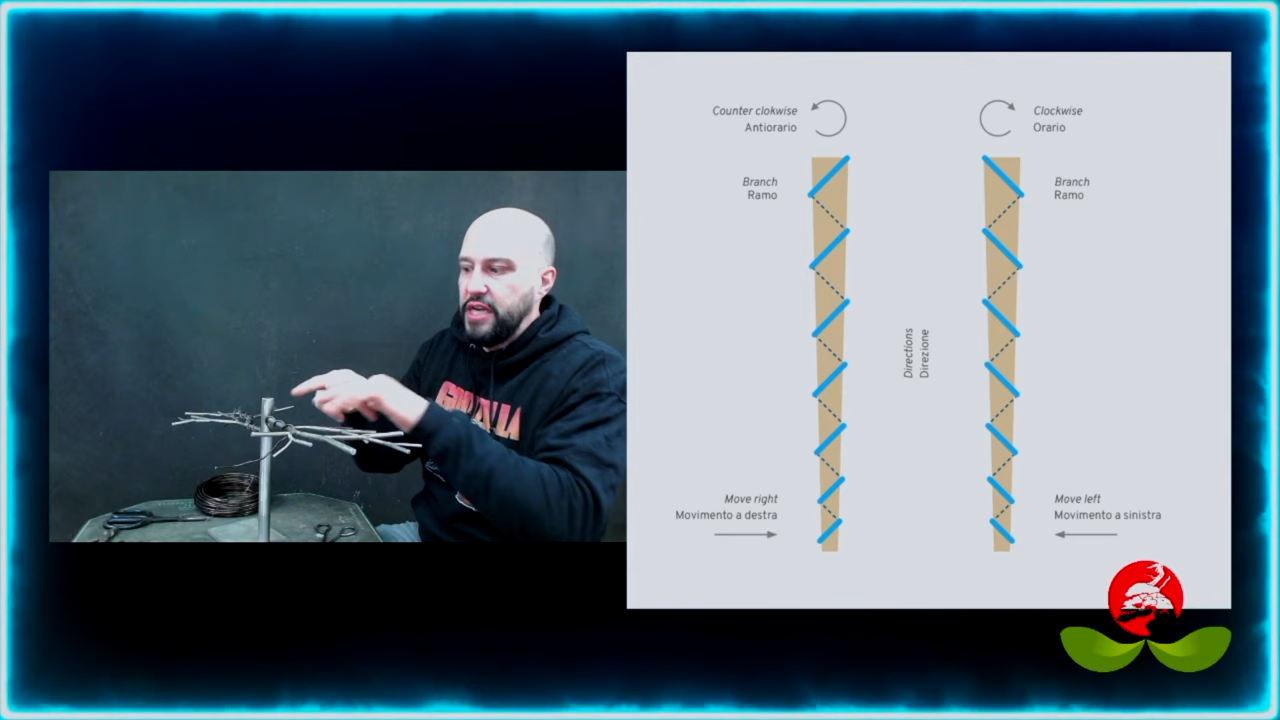 Counter clokwise
Antiorario
Clockwise
Orario
Branch
Ramo
Branch
Ramo
Directions
Direzione
Move right
Movimento a destra
Move left
Movimento a sinistra